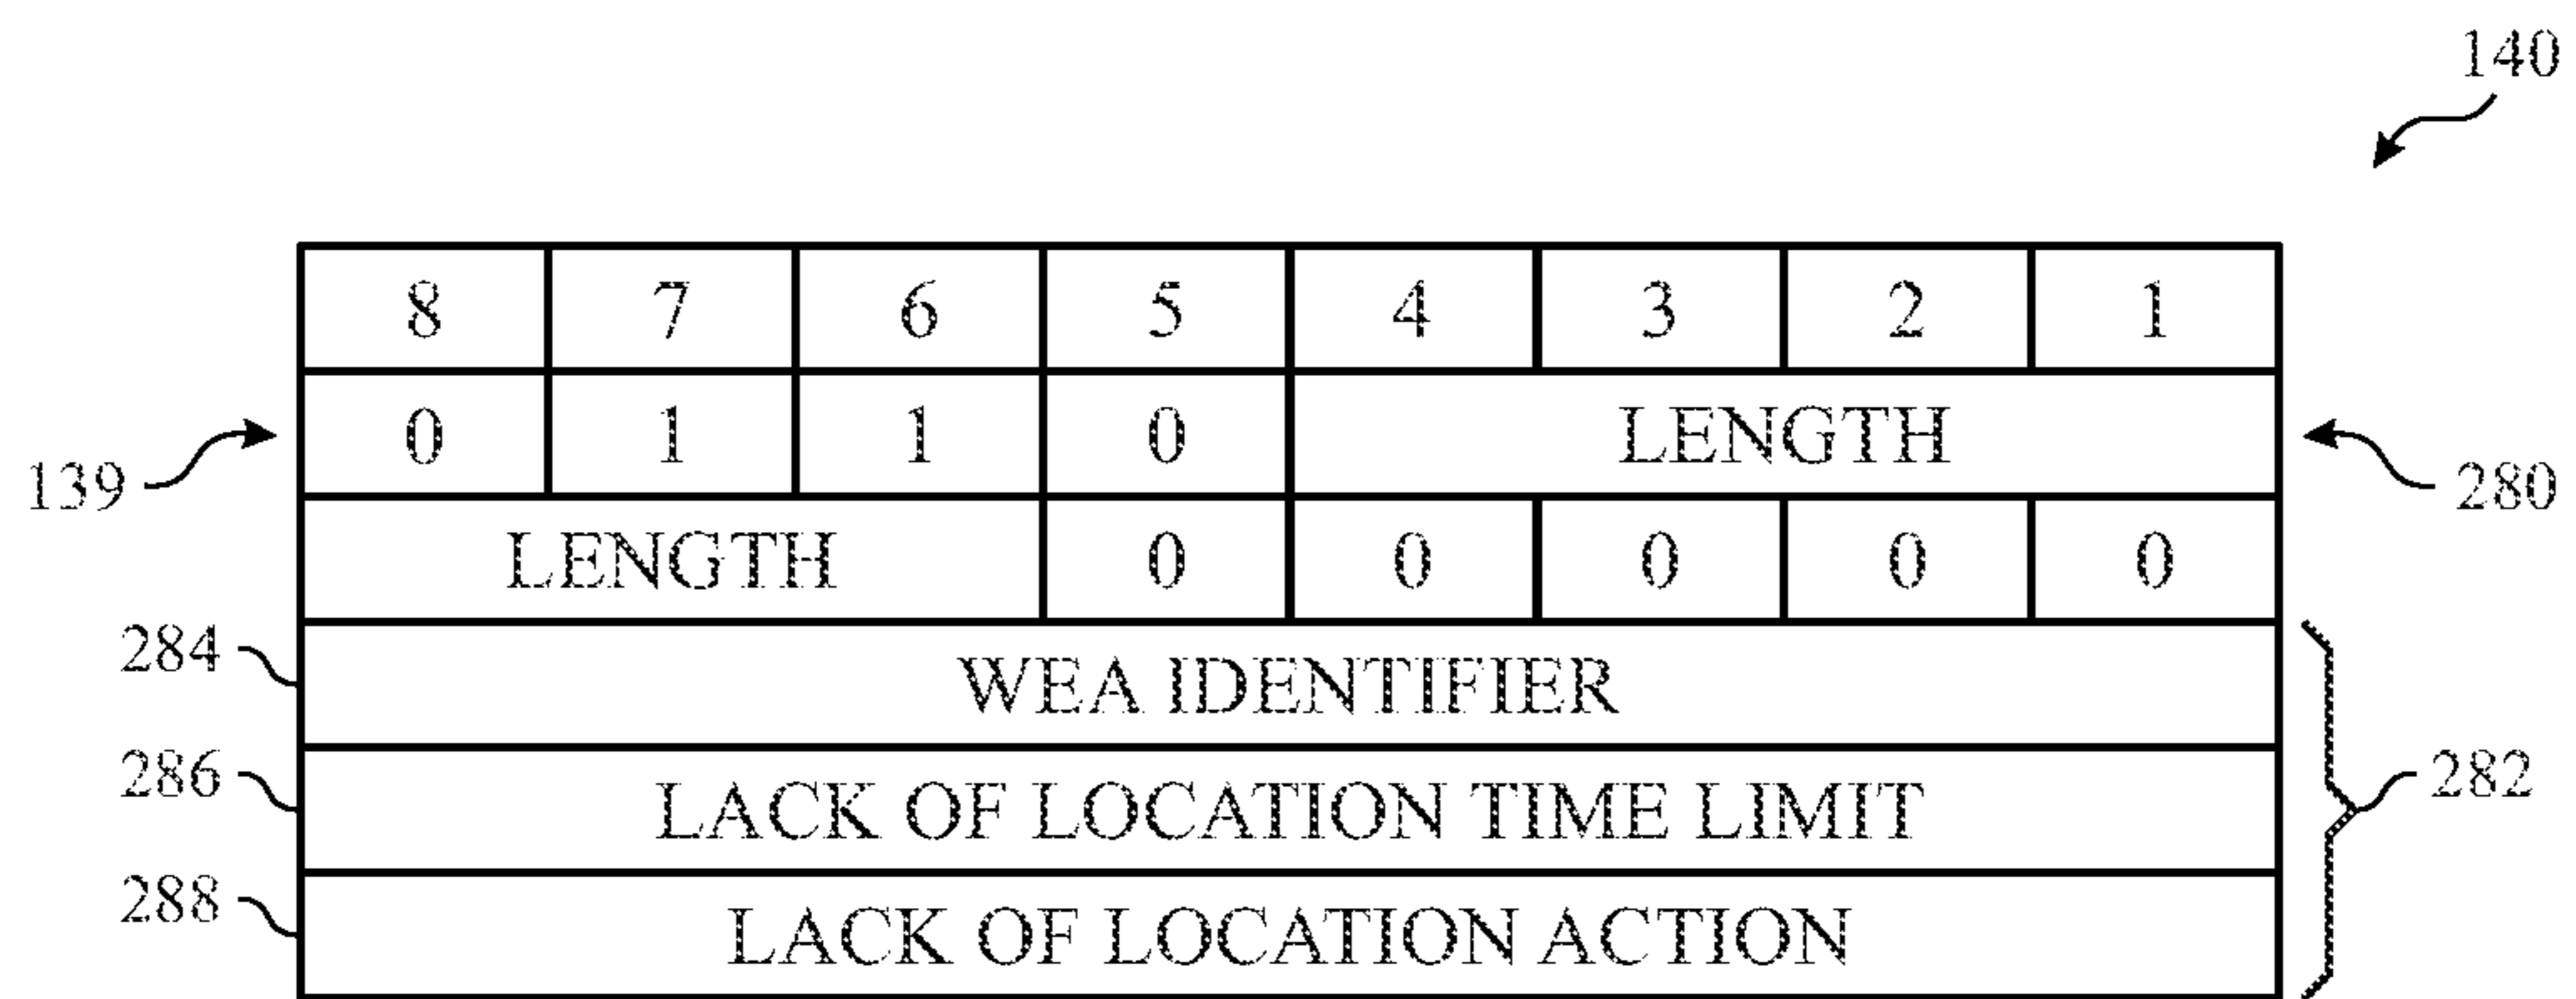 140
8 7 6 5 4 3 2 1
139 0 1 1 0 LENGTH 280
LENGTH 0 0 0 0 0
284 WEA IDENTIFIER
286 LACK OF LOCATION TIME LIMIT 282
288 LACK OF LOCATION ACTION